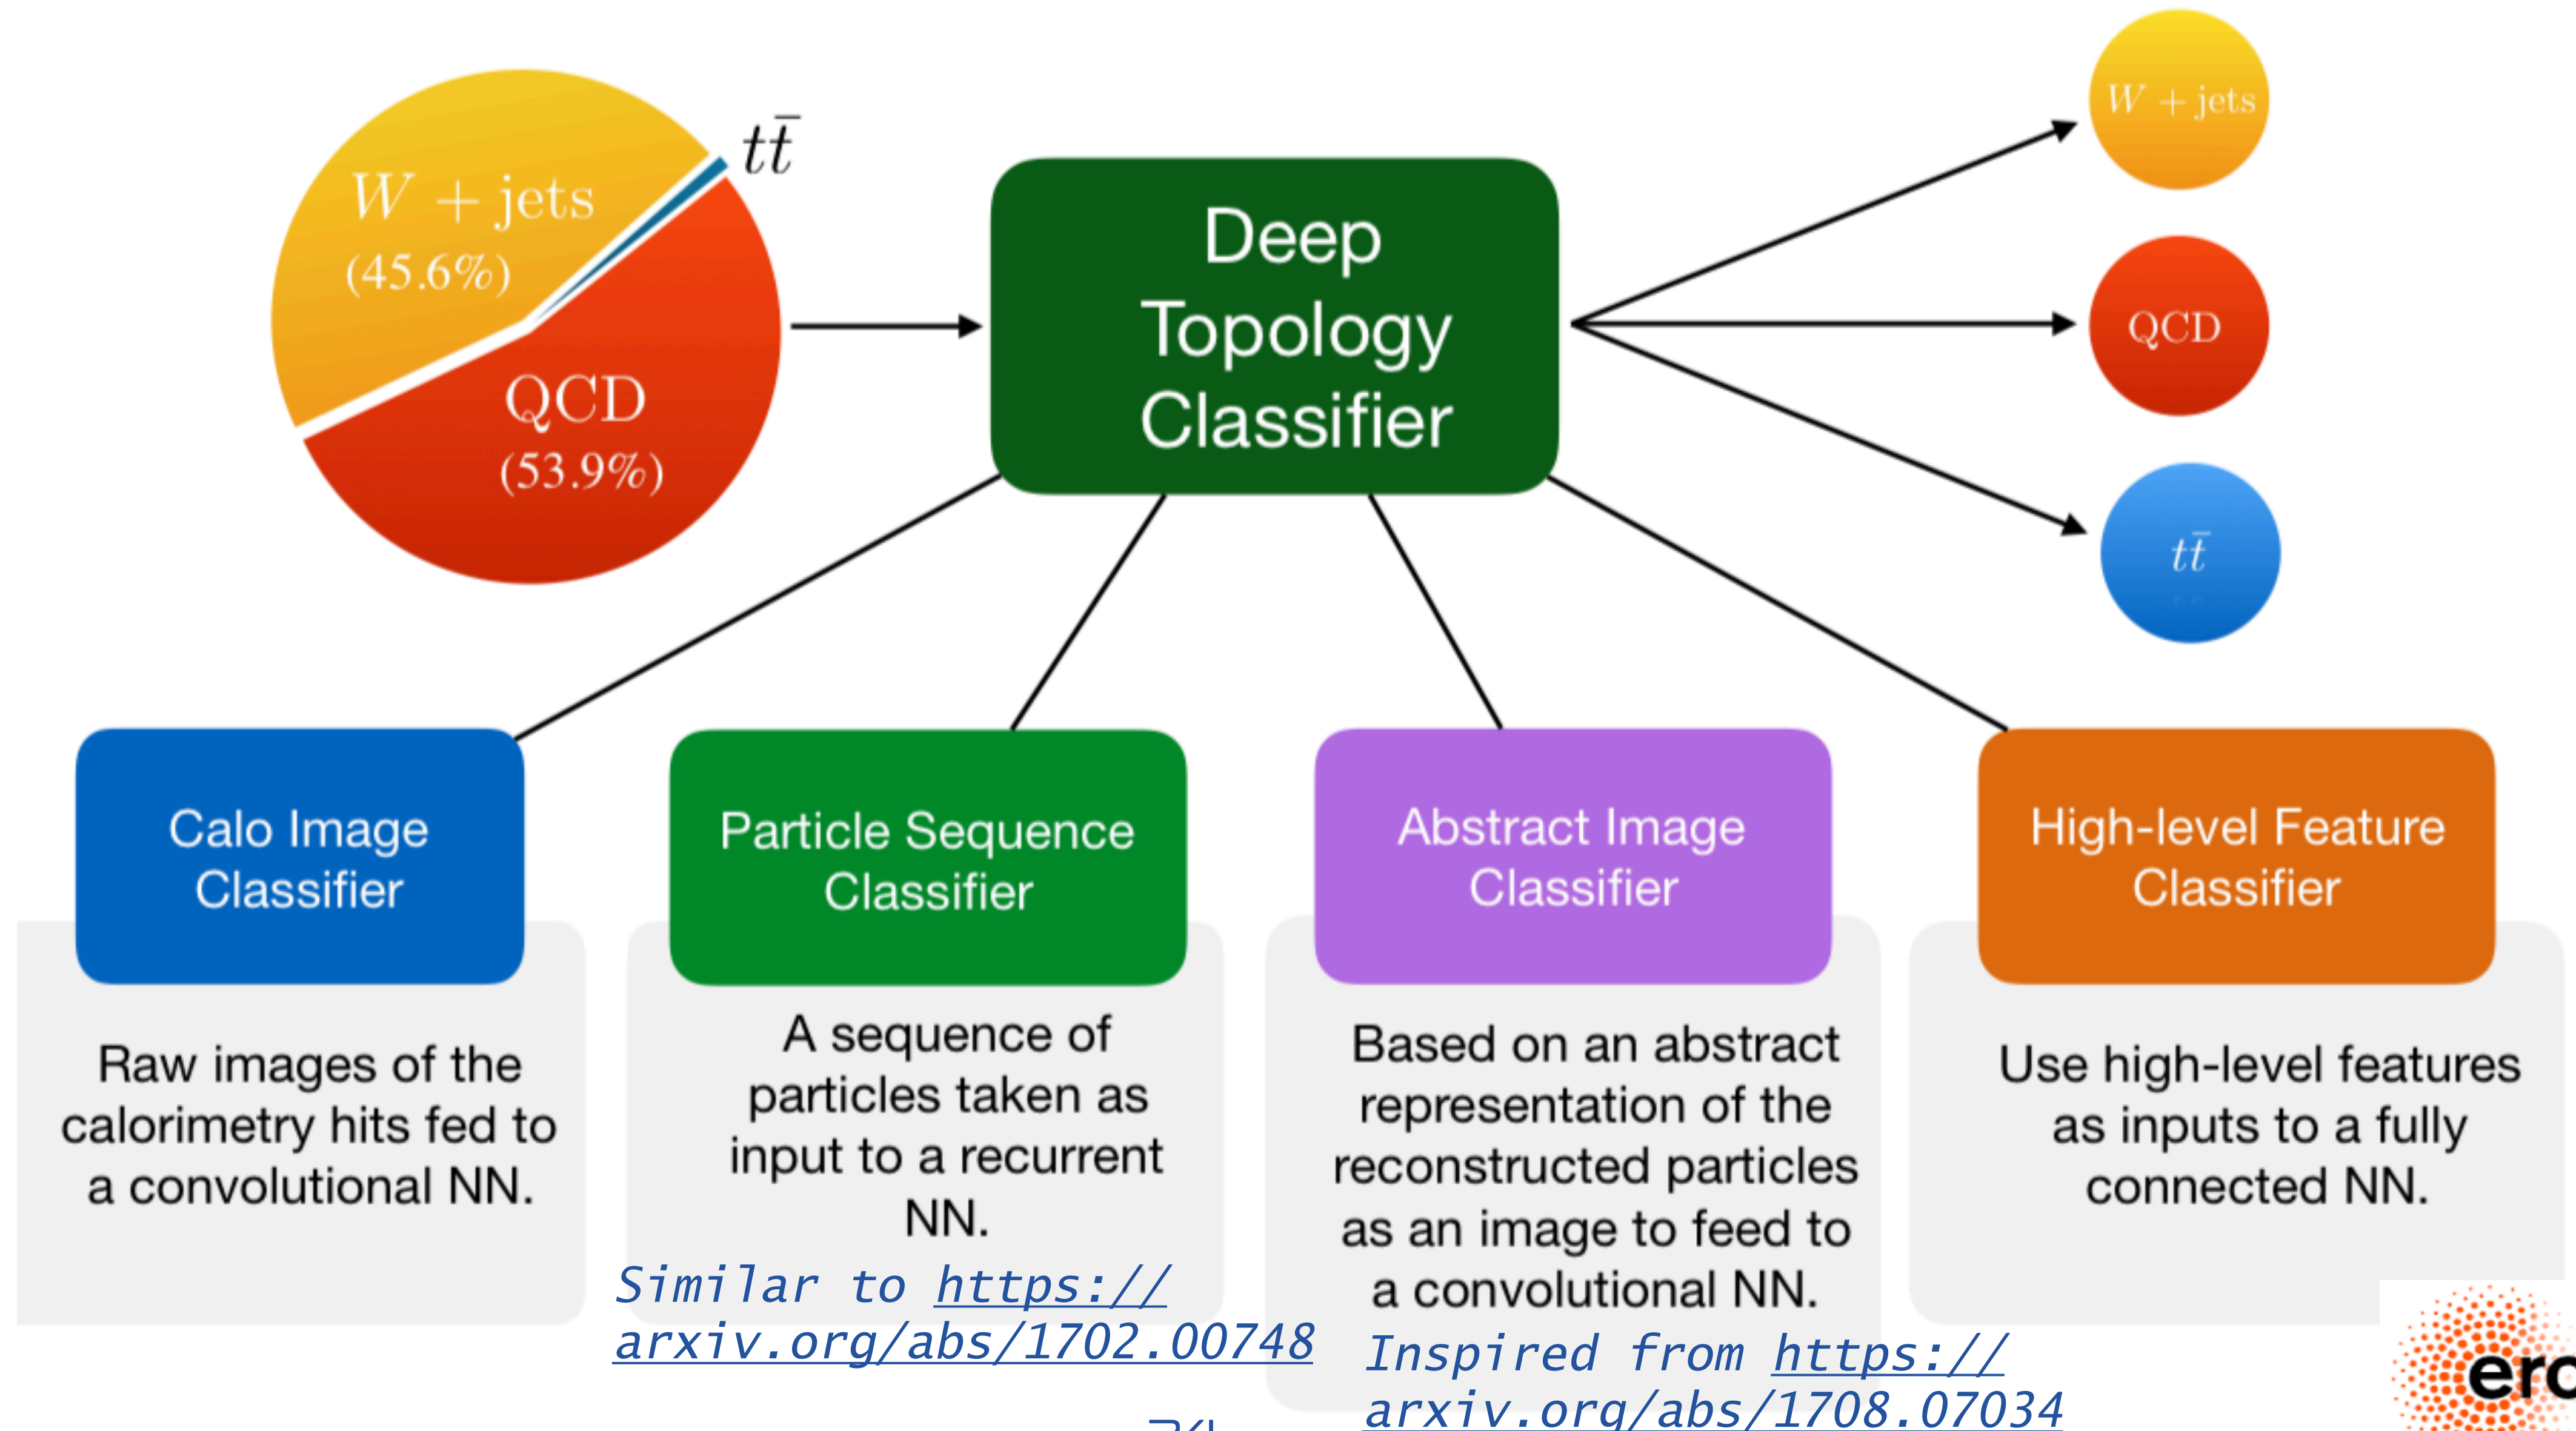 W + jets
(45.6%)
tt̄
QCD
(53.9%)
Deep
Topology
Classifier
W + jets
QCD
tt̄
Calo Image
Classifier
Raw images of the
calorimetry hits fed to
a convolutional NN.
Particle Sequence
Classifier
A sequence of
particles taken as
input to a recurrent
NN.
Similar to https://
arxiv.org/abs/1702.00748
Abstract Image
Classifier
Based on an abstract
representation of the
reconstructed particles
as an image to feed to
a convolutional NN.
Inspired from https://
arxiv.org/abs/1708.07034
High-level Feature
Classifier
Use high-level features
as inputs to a fully
connected NN.